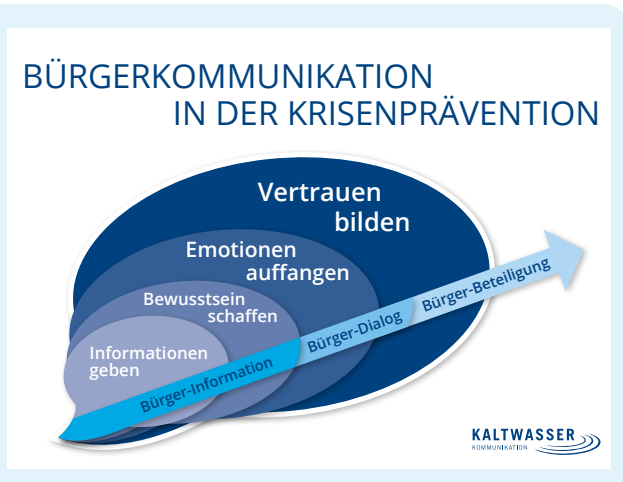 BÜRGERKOMMUNIKATION
IN DER KRISENPRÄVENTION
Vertrauen
bilden
Emotionen
auffangen
Bewusstsein
schaffen
Informationen
geben
Bürger-Information
Bürger-Dialog
Bürger-Beteiligung
KALTWASSER
KOMMUNIKATION